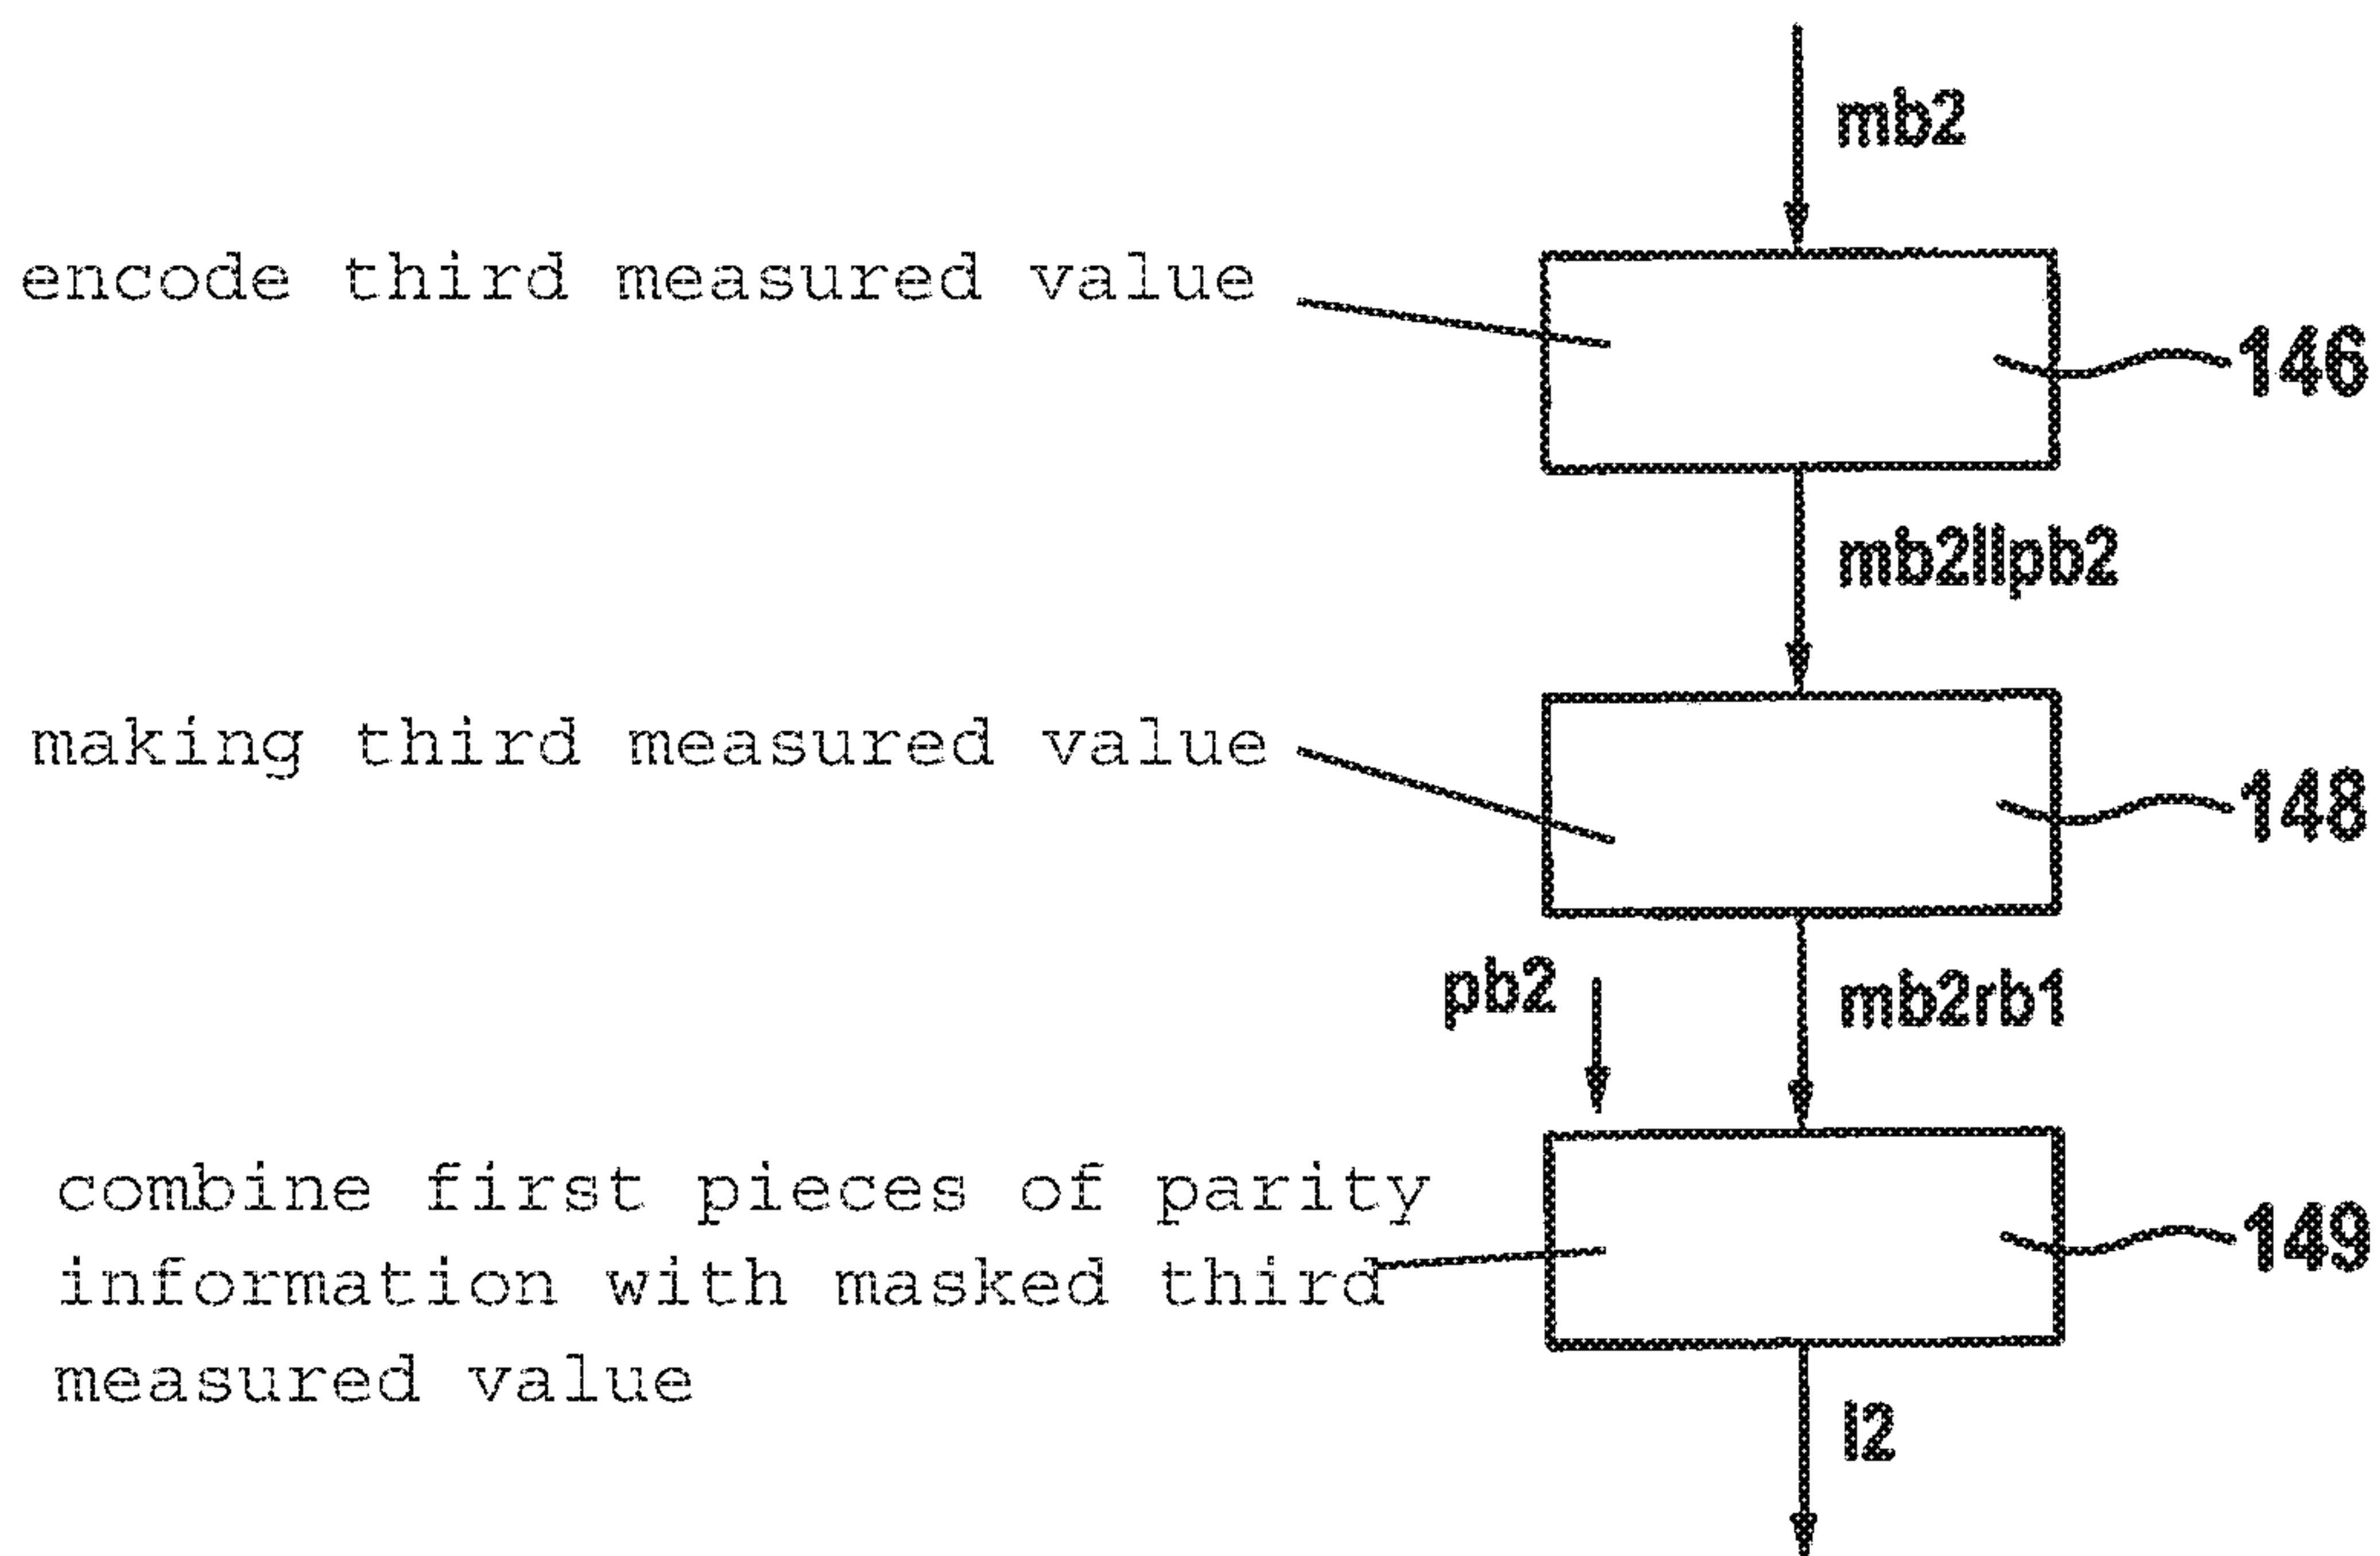 mb2
encode third measured value
146
mb2llpb2
making third measured value
148
pb2
mb2rb1
combine first pieces of parity
information with masked third
measured value
149
l2